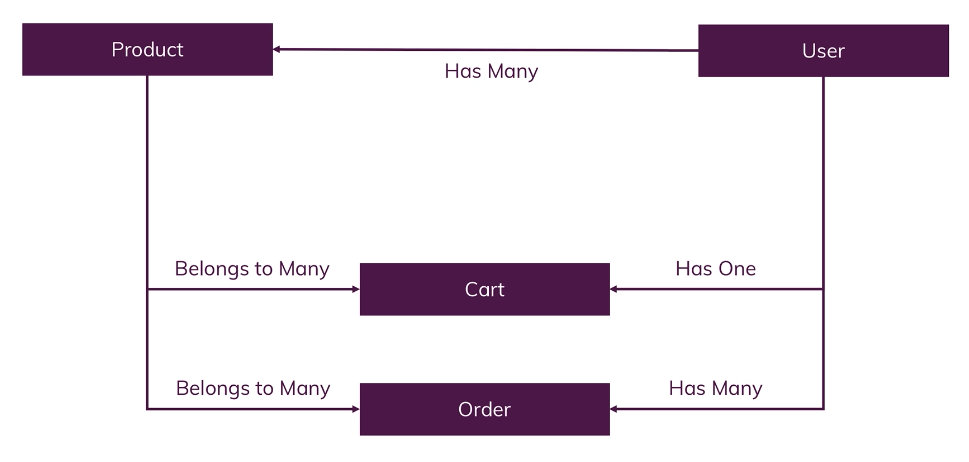 Product
User
Has Many
Belongs to Many
Has One
Cart
Belongs to Many
Has Many
Order